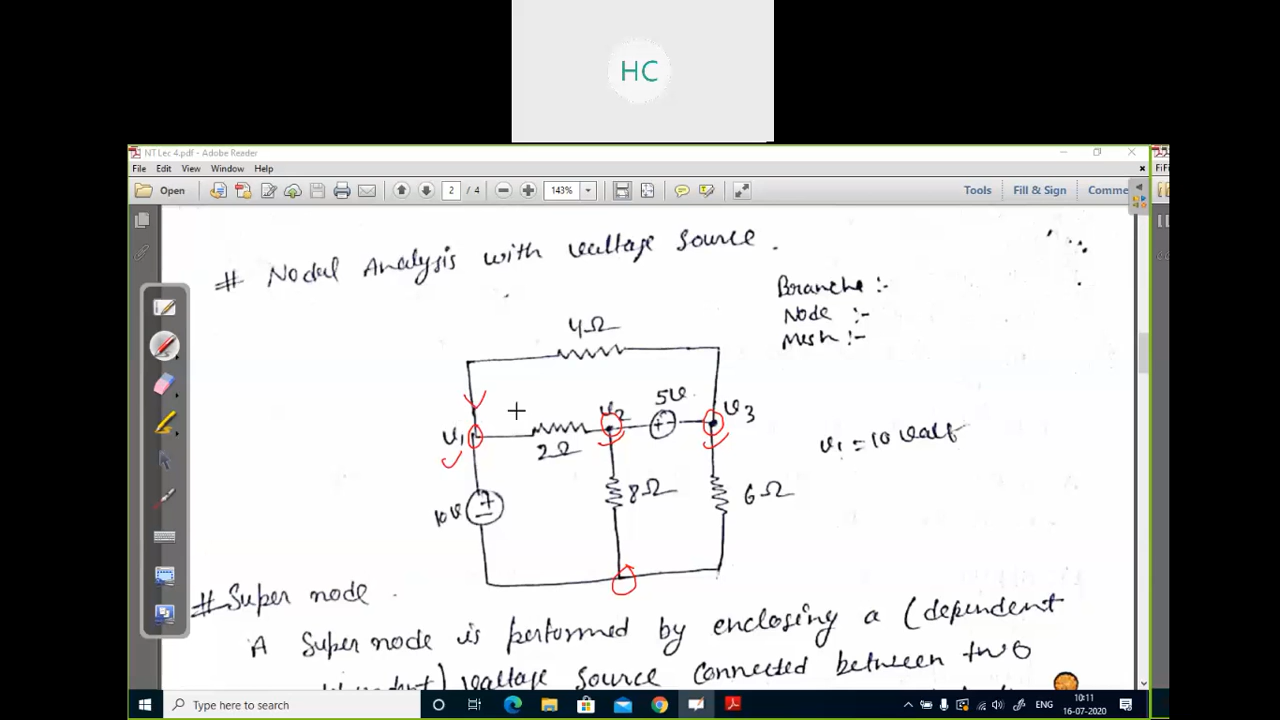 HC
NT Lec 4.pdf - Adobe Reader
File Edit View Window Help
Open 2 / 4 143% Tools Fill & Sign Comme
# Nodal Analysis with Valtage Source.
Branche :-
Node :-
Mesh :-
4Ω
5V
V1 V2 V3
2Ω
V1 = 10 Valt
10V 8Ω 6Ω
# Super node.
A Super node is performed by enclosing a (dependent
valtage Source connected between two
Type here to search
10:11
ENG
16-07-2020